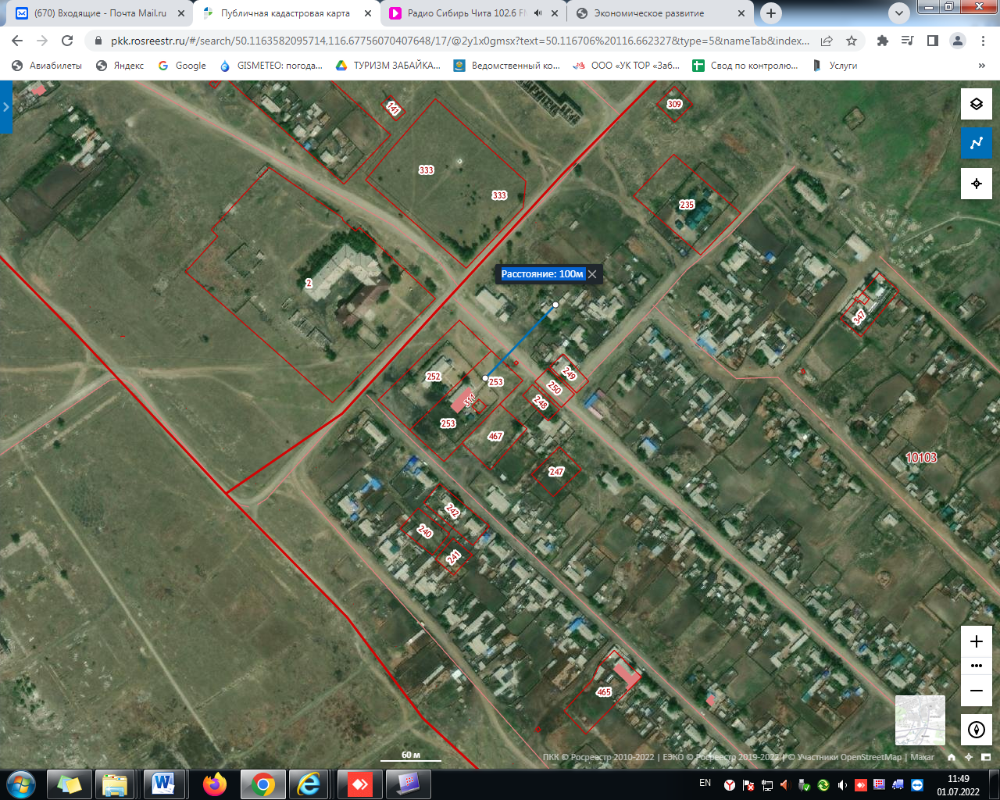 (670) Входящие - Почта Mail.ru
Публичная кадастровая карта
Радио Сибирь Чита 102.6 FM
Экономическое развитие
pkk.rosreestr.ru/#/search/50.1163582095714,116.67756070407648/17/@2y1x0gmsx?text=50.116706%20116.662327&type=5&nameTab&index...
Авиабилеты
Яндекс
Google
GISMETEO: погода...
ТУРИЗМ ЗАБАЙКА...
Ведомственный ко...
ООО «УК ТОР «Заб...
Свод по контролю...
Услуги
»
141
309
333
333
235
Расстояние: 100м
2
347
252
253
249
250
311
248
253
467
10103
247
242
240
241
465
60 м
ПКК © Росреестр 2010-2022 | ЕЭКО © Росреестр 2019-2022 | © Участники OpenStreetMap | Maxar
EN
11:49
01.07.2022